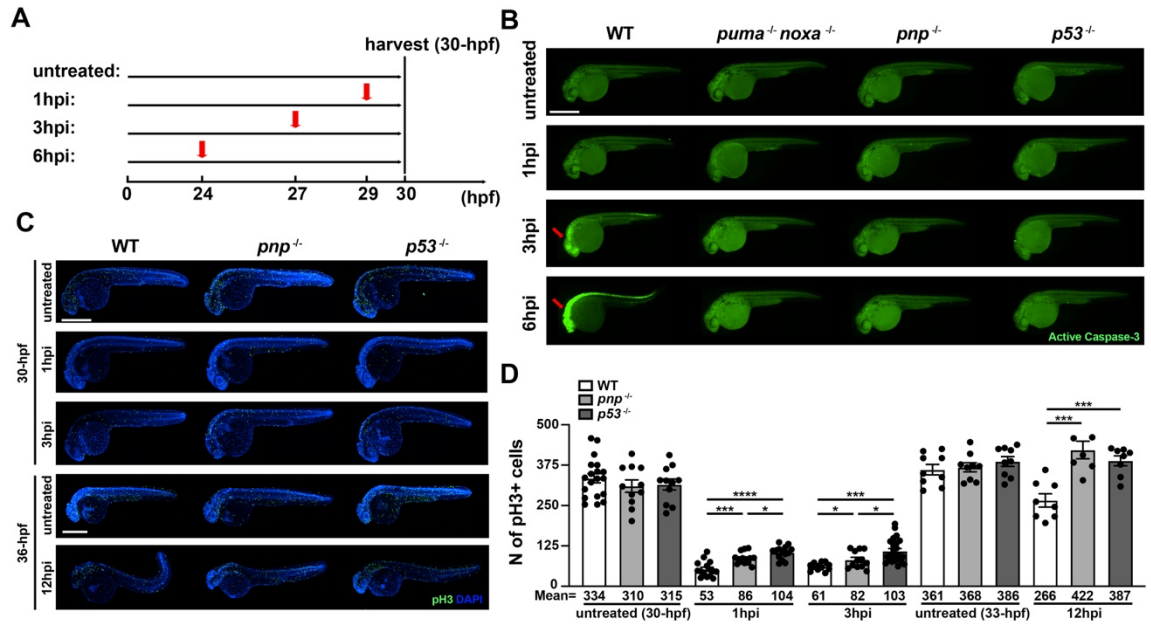 A
harvest (30-hpf)
untreated:
1hpi:
3hpi:
6hpi:
0 24 27 29 30 (hpf)
B
WT puma-/- noxa-/- pnp-/- p53-/-
untreated
1hpi
3hpi
6hpi
Active Caspase-3
C
WT pnp-/- p53-/-
30-hpf
untreated
1hpi
3hpi
36-hpf
untreated
12hpi
pH3 DAPI
D
WT
pnp-/-
p53-/-
N of pH3+ cells
500
375
250
125
0
*** ****
*
* ***
*
***
***
Mean= 334 310 315 53 86 104 61 82 103 361 368 386 266 422 387
untreated (30-hpf) 1hpi 3hpi untreated (33-hpf) 12hpi